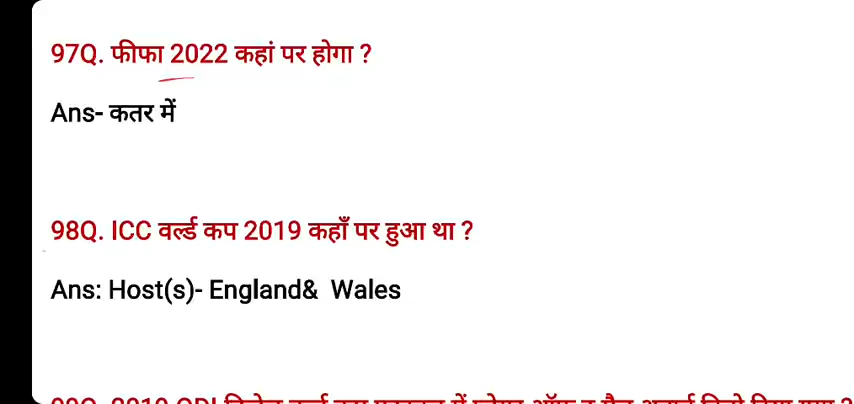 97Q. फीफा 2022 कहां पर होगा ?
Ans- कतर में
98Q. ICC वर्ल्ड कप 2019 कहाँ पर हुआ था ?
Ans: Host(s)- England& Wales